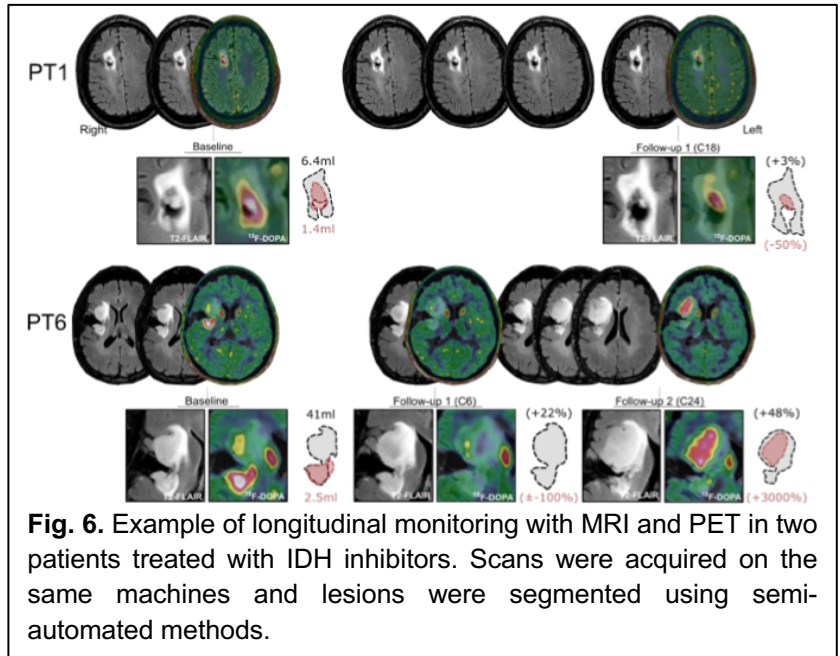 PT1
Right
Left
Baseline
Follow-up 1 (C18)
6.4ml
(+3%)
T2-FLAIR
¹⁸F-DOPA
T2-FLAIR
¹⁸F-DOPA
1.4ml
(-50%)
PT6
Baseline
Follow-up 1 (C6)
Follow-up 2 (C24)
41ml
(+22%)
(+48%)
T2-FLAIR
¹⁸F-DOPA
2.5ml
T2-FLAIR
¹⁸F-DOPA
(±-100%)
T2-FLAIR
¹⁸F-DOPA
(+3000%)
Fig. 6. Example of longitudinal monitoring with MRI and PET in two
patients treated with IDH inhibitors. Scans were acquired on the
same machines and lesions were segmented using semi-
automated methods.